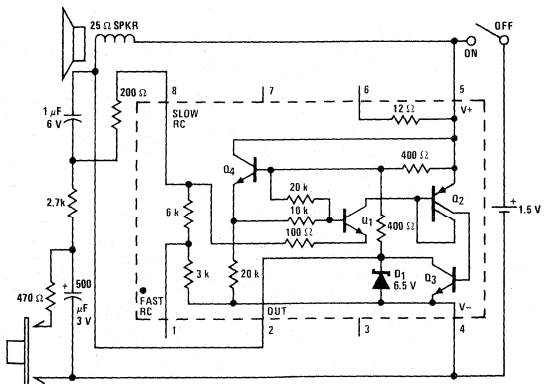 25 Ω SPKR
OFF
ON
8
7
6
5
200 Ω
SLOW
RC
12Ω
V+
1 μF
6 V
Q4
400 Ω
Q2
20 k
1.5 V
2.7k
6 k
10 k
Q1
100 Ω
400 Ω
470Ω
500
μF
3 V
3 k
20 k
D1
6.5 V
Q3
FAST
RC
OUT
V−
1
2
3
4
+
+